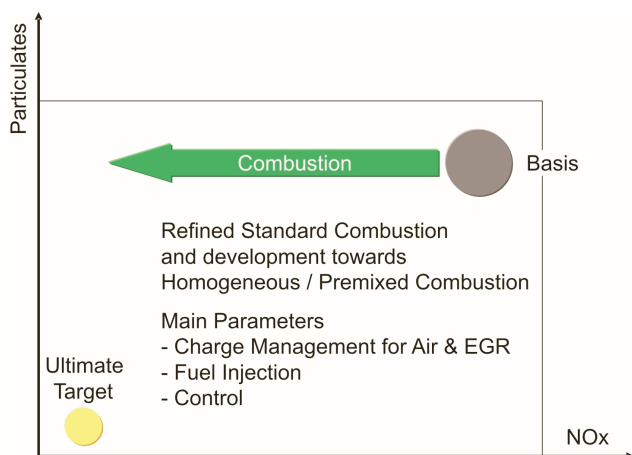 Particulates
Combustion
Basis
Refined Standard Combustion
and development towards
Homogeneous / Premixed Combustion
Main Parameters
- Charge Management for Air & EGR
- Fuel Injection
- Control
Ultimate
Target
NOx